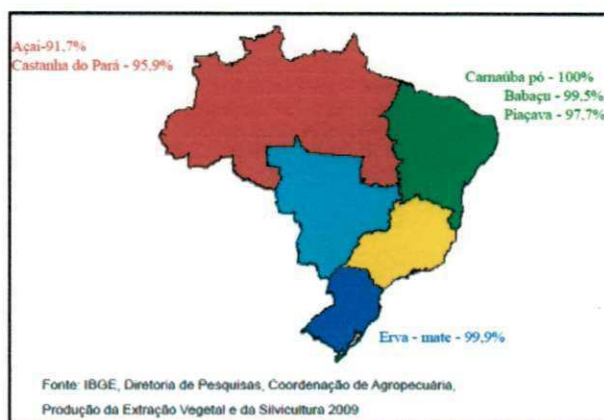 Açai-91,7%
Castanha do Pará - 95,9%
Carnaúba pó - 100%
Babaçu - 99,5%
Piaçava - 97,7%
Erva - mate - 99,9%
Fonte: IBGE, Diretoria de Pesquisas, Coordenação de Agropecuária,
Produção da Extração Vegetal e da Silvicultura 2009